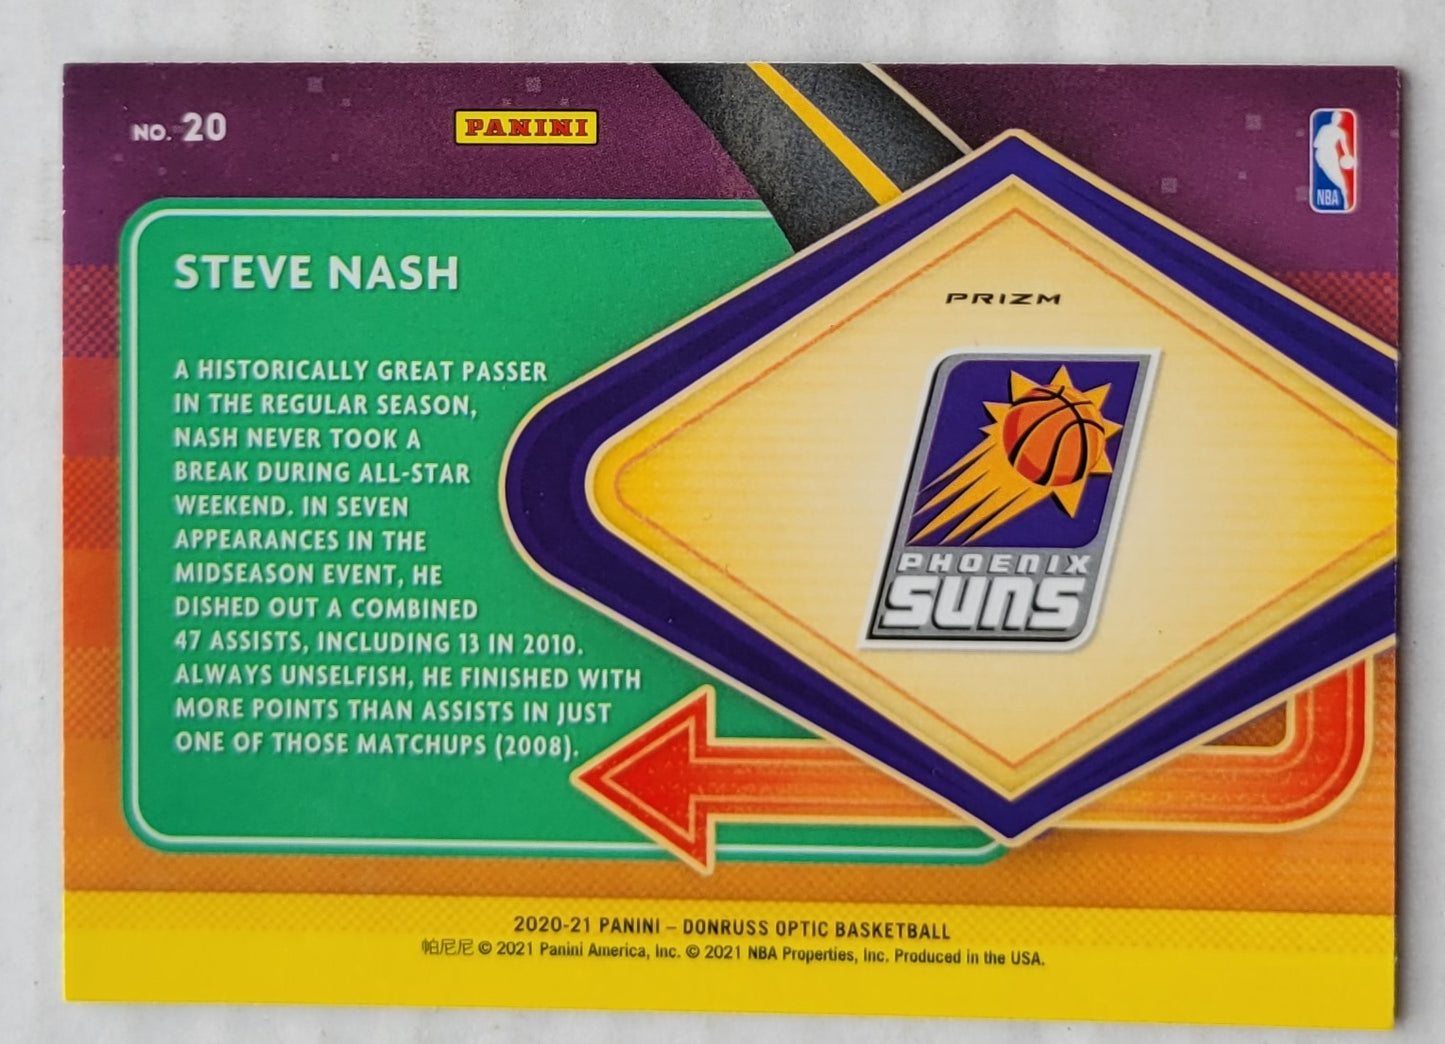 NO. 20
PANINI
NBA
STEVE NASH
PRIZM
A HISTORICALLY GREAT PASSER
IN THE REGULAR SEASON,
NASH NEVER TOOK A
BREAK DURING ALL-STAR
WEEKEND. IN SEVEN
APPEARANCES IN THE
MIDSEASON EVENT, HE
DISHED OUT A COMBINED
47 ASSISTS, INCLUDING 13 IN 2010.
ALWAYS UNSELFISH, HE FINISHED WITH
MORE POINTS THAN ASSISTS IN JUST
ONE OF THOSE MATCHUPS (2008).
PHOENIX
SUNS
2020-21 PANINI – DONRUSS OPTIC BASKETBALL
帕尼尼 © 2021 Panini America, Inc. © 2021 NBA Properties, Inc. Produced in the USA.